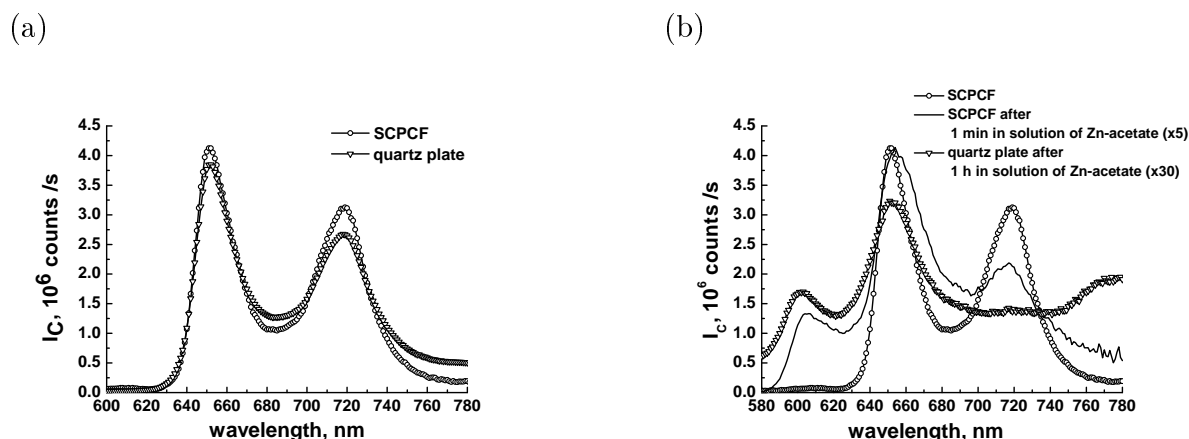 (a)
(b)
SCPCF
quartz plate
4.5
4.0
3.5
3.0
2.5
2.0
1.5
1.0
0.5
0.0
600 620 640 660 680 700 720 740 760 780
I_C, 10^6 counts /s
wavelength, nm
SCPCF
SCPCF after
1 min in solution of Zn-acetate (x5)
quartz plate after
1 h in solution of Zn-acetate (x30)
4.5
4.0
3.5
3.0
2.5
2.0
1.5
1.0
0.5
0.0
580 600 620 640 660 680 700 720 740 760 780
I_C, 10^6 counts /s
wavelength, nm